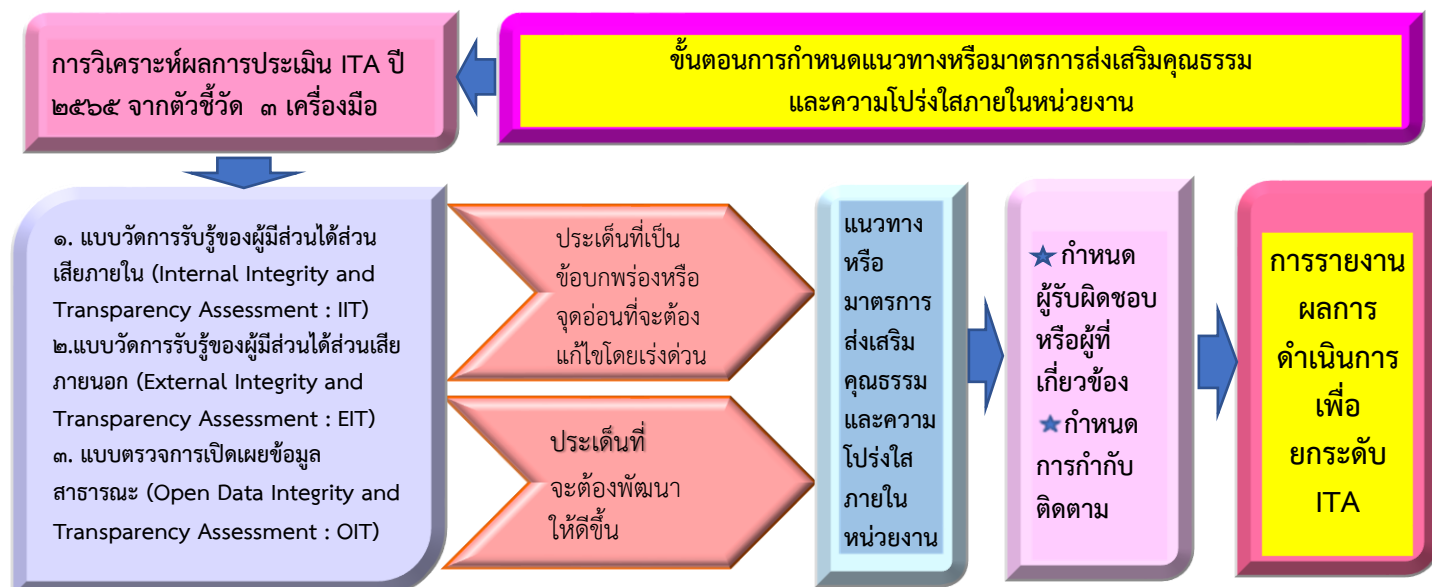 ขั้นตอนการกำหนดแนวทางหรือมาตรการส่งเสริมคุณธรรม
และความโปร่งใสภายในหน่วยงาน
การวิเคราะห์ผลการประเมิน ITA ปี
๒๕๖๕ จากตัวชี้วัด ๓ เครื่องมือ
๑. แบบวัดการรับรู้ของผู้มีส่วนได้ส่วน
เสียภายใน (Internal Integrity and
Transparency Assessment : IIT)
๒.แบบวัดการรับรู้ของผู้มีส่วนได้ส่วนเสีย
ภายนอก (External Integrity and
Transparency Assessment : EIT)
๓. แบบตรวจการเปิดเผยข้อมูล
สาธารณะ (Open Data Integrity and
Transparency Assessment : OIT)
ประเด็นที่เป็น
ข้อบกพร่องหรือ
จุดอ่อนที่จะต้อง
แก้ไขโดยเร่งด่วน
ประเด็นที่
จะต้องพัฒนา
ให้ดีขึ้น
แนวทาง
หรือ
มาตรการ
ส่งเสริม
คุณธรรม
และความ
โปร่งใส
ภายใน
หน่วยงาน
กำหนด
ผู้รับผิดชอบ
หรือผู้ที่
เกี่ยวข้อง
กำหนด
การกำกับ
ติดตาม
การรายงาน
ผลการ
ดำเนินการ
เพื่อ
ยกระดับ
ITA